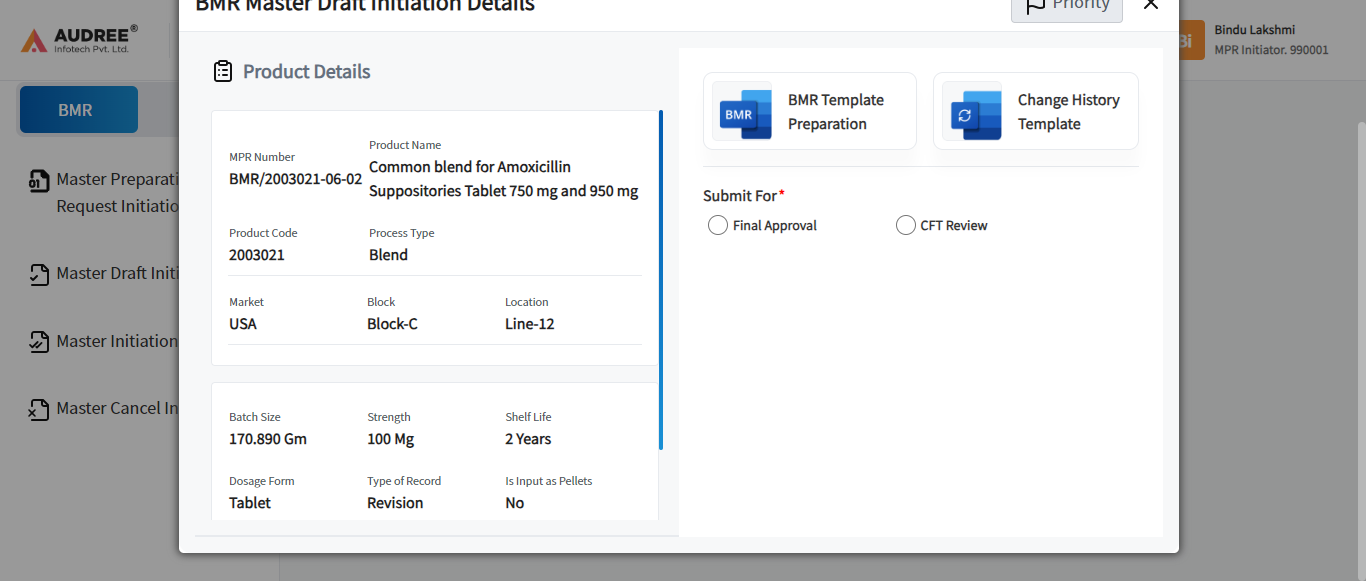 BMR Master Draft Initiation Details
Priority
AUDREE®
Infotech Pvt. Ltd.
Bi
Bindu Lakshmi
MPR Initiator. 990001
BMR
Master Preparati
Request Initiatio
Master Draft Initi
Master Initiation
Master Cancel In
Product Details
MPR Number
BMR/2003021-06-02
Product Name
Common blend for Amoxicillin
Suppositories Tablet 750 mg and 950 mg
Product Code
2003021
Process Type
Blend
Market
USA
Block
Block-C
Location
Line-12
Batch Size
170.890 Gm
Strength
100 Mg
Shelf Life
2 Years
Dosage Form
Tablet
Type of Record
Revision
Is Input as Pellets
No
BMR
BMR Template
Preparation
Change History
Template
Submit For*
Final Approval
CFT Review